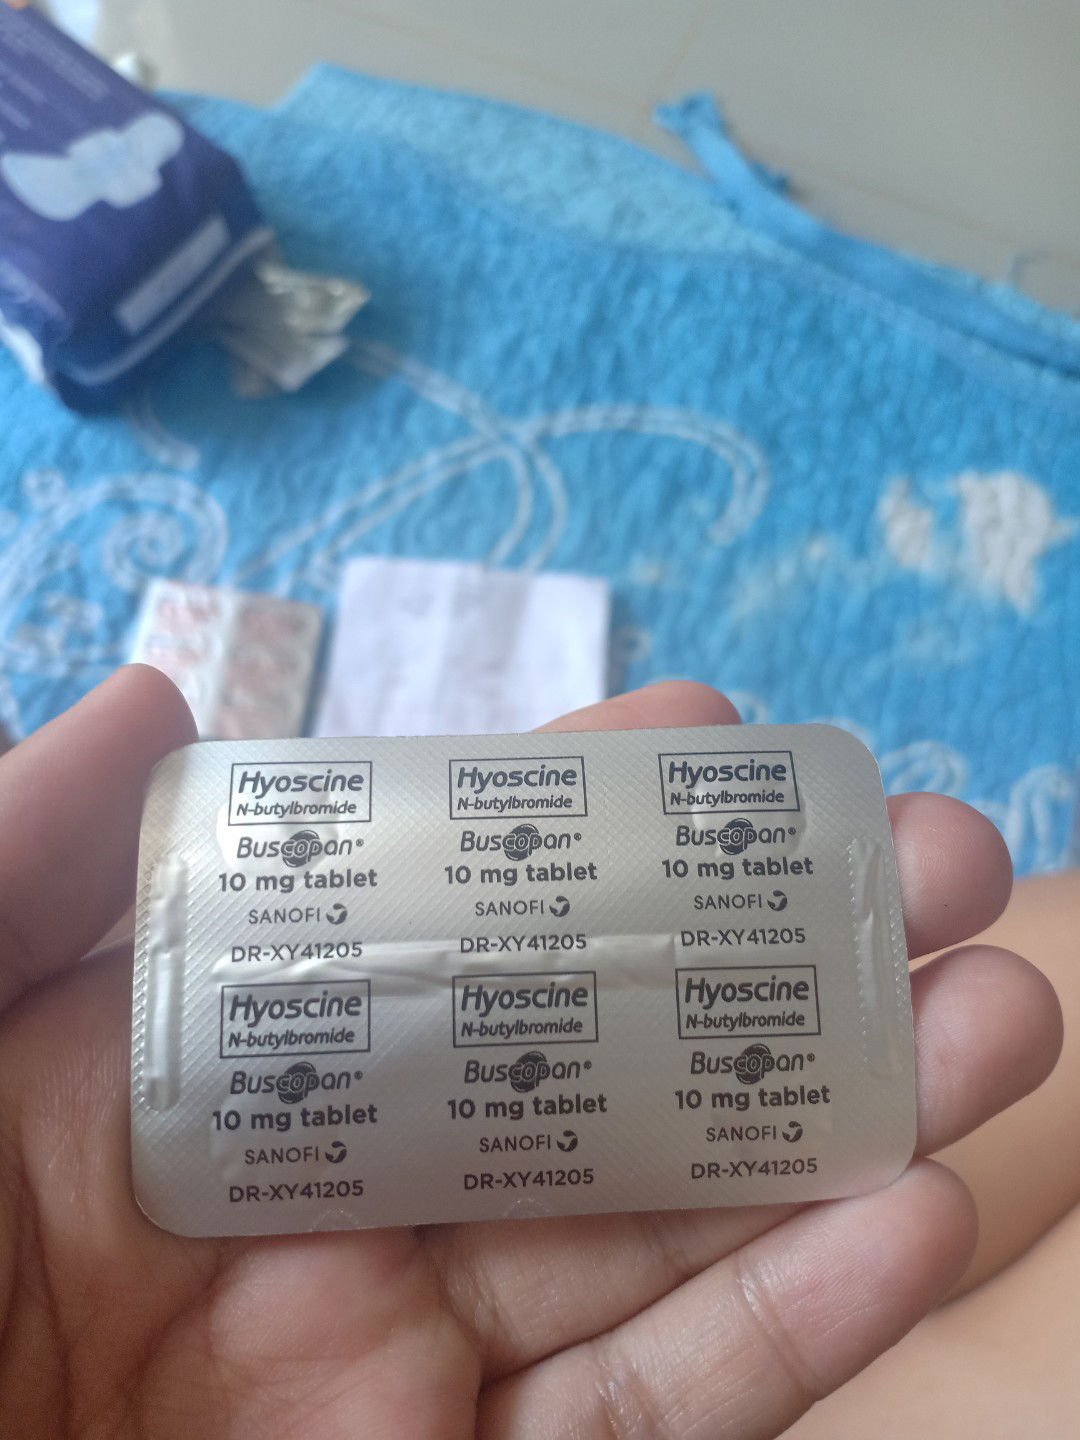 Hyoscine
N-butylbromide
Buscopan®
10 mg tablet
SANOFI
DR-XY41205
Hyoscine
N-butylbromide
Buscopan®
10 mg tablet
SANOFI
DR-XY41205
Hyoscine
N-butylbromide
Buscopan®
10 mg tablet
SANOFI
DR-XY41205
Hyoscine
N-butylbromide
Buscopan®
10 mg tablet
SANOFI
DR-XY41205
Hyoscine
N-butylbromide
Buscopan®
10 mg tablet
SANOFI
DR-XY41205
Hyoscine
N-butylbromide
Buscopan®
10 mg tablet
SANOFI
DR-XY41205